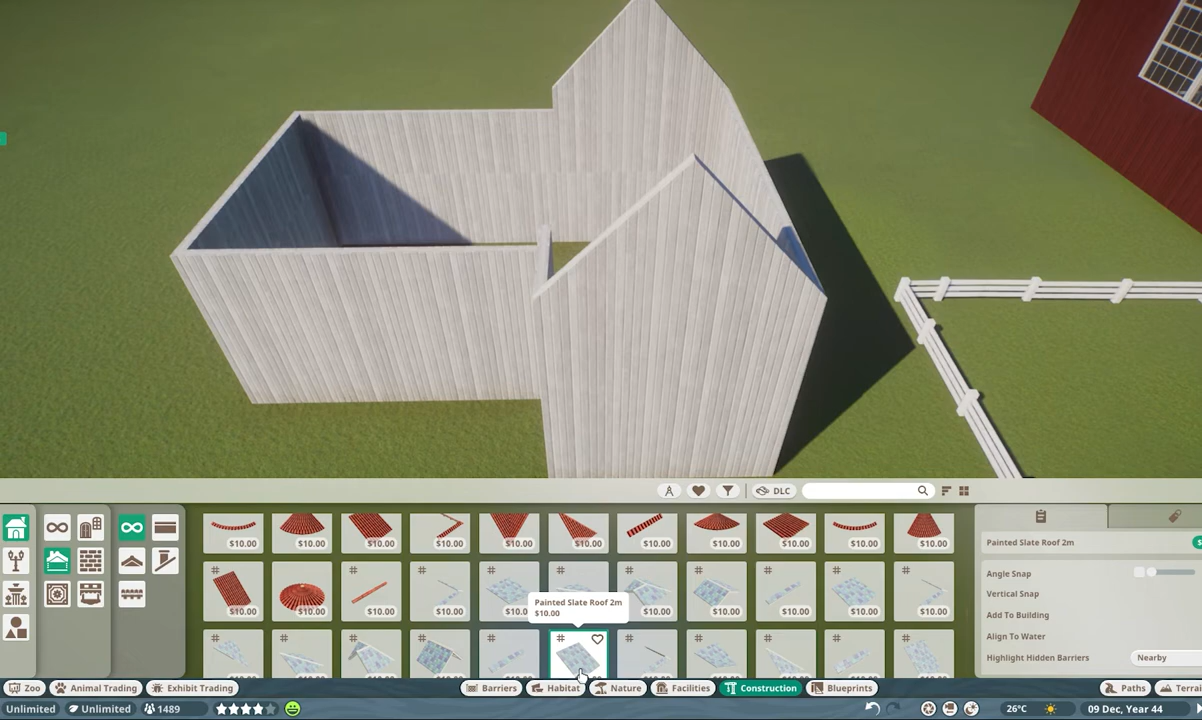 DLC
$10.00 $10.00 $10.00 $10.00 $10.00 $10.00 $10.00 $10.00 $10.00 $10.00 $10.00
Painted Slate Roof 2m
Angle Snap
Vertical Snap
Add To Building
Align To Water
Highlight Hidden Barriers Nearby
$10.00 $10.00 $10.00 $10.00 $10.00 $10.00 $10.00 $10.00 $10.00 $10.00
Painted Slate Roof 2m
$10.00
Zoo Animal Trading Exhibit Trading Barriers Habitat Nature Facilities Construction Blueprints Paths
Unlimited Unlimited 1489 26°C 09 Dec, Year 44